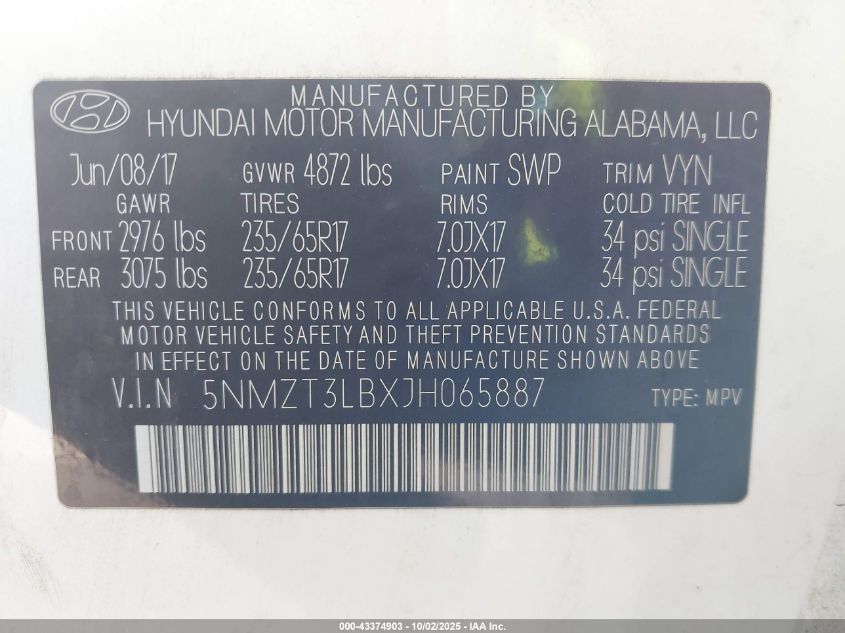 MANUFACTURED BY
HYUNDAI MOTOR MANUFACTURING ALABAMA, LLC
Jun/08/17 GVWR 4872 lbs PAINT SWP TRIM VYN
GAWR TIRES RIMS COLD TIRE INFL
FRONT 2976 lbs 235/65R17 7.0JX17 34 psi SINGLE
REAR 3075 lbs 235/65R17 7.0JX17 34 psi SINGLE
THIS VEHICLE CONFORMS TO ALL APPLICABLE U.S.A. FEDERAL
MOTOR VEHICLE SAFETY AND THEFT PREVENTION STANDARDS
IN EFFECT ON THE DATE OF MANUFACTURE SHOWN ABOVE.
V.I.N 5NMZT3LBXJH065887 TYPE: MPV
000-43374903 - 10/02/2025 - IAA Inc.